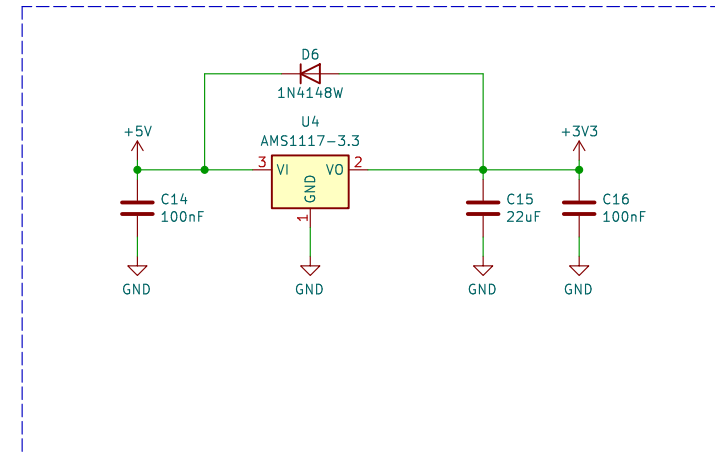 D6
1N4148W
U4
AMS1117-3.3
+5V
+3V3
3
VI
VO
2
GND
1
C14
100nF
C15
22uF
C16
100nF
GND
GND
GND
GND